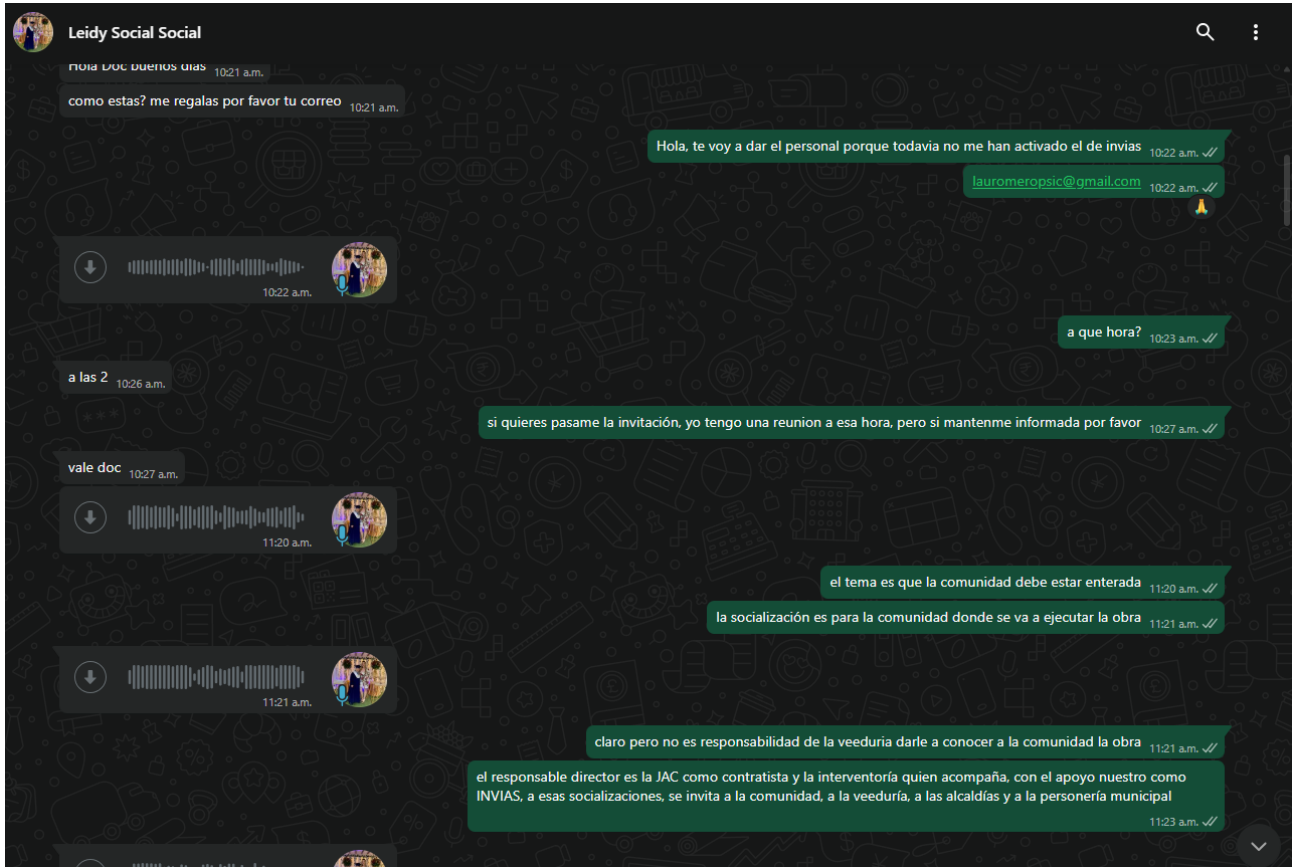 Leidy Social Social
Hola Doc buenos dias 10:21 a.m.
como estas? me regalas por favor tu correo 10:21 a.m.
Hola, te voy a dar el personal porque todavia no me han activado el de invias 10:22 a.m.
lauromeropsic@gmail.com 10:22 a.m.
10:22 a.m.
a que hora? 10:23 a.m.
a las 2 10:26 a.m.
si quieres pasame la invitación, yo tengo una reunion a esa hora, pero si mantenme informada por favor 10:27 a.m.
vale doc 10:27 a.m.
11:20 a.m.
el tema es que la comunidad debe estar enterada 11:20 a.m.
la socialización es para la comunidad donde se va a ejecutar la obra 11:21 a.m.
11:21 a.m.
claro pero no es responsabilidad de la veeduria darle a conocer a la comunidad la obra 11:21 a.m.
el responsable director es la JAC como contratista y la interventoría quien acompaña, con el apoyo nuestro como
INVIAS, a esas socializaciones, se invita a la comunidad, a la veeduría, a las alcaldías y a la personería municipal
11:23 a.m.